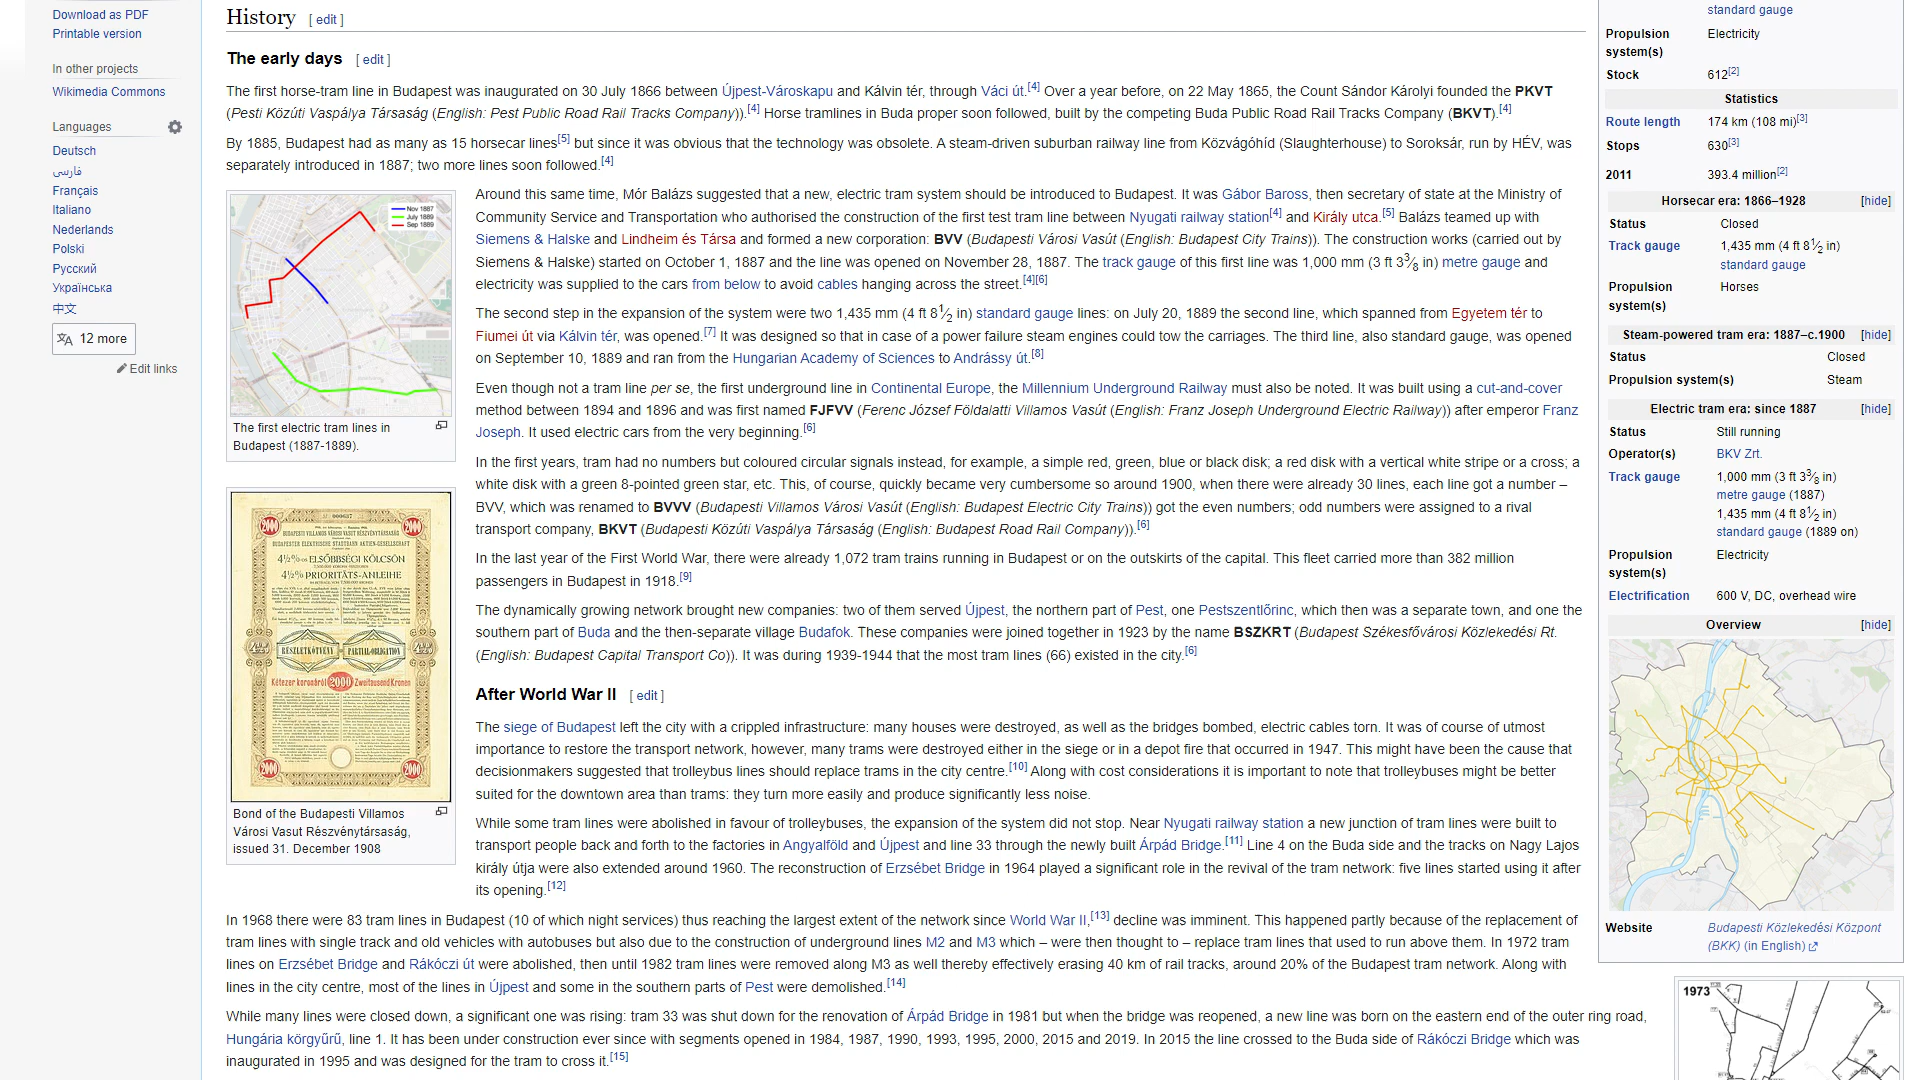 Download as PDF
Printable version
In other projects
Wikimedia Commons
Languages
Deutsch
فارسی
Français
Italiano
Nederlands
Polski
Русский
Українська
中文
12 more
Edit links
History [ edit ]
The early days [ edit ]
The first horse-tram line in Budapest was inaugurated on 30 July 1866 between Újpest-Városkapu and Kálvin tér, through Váci út.[4] Over a year before, on 22 May 1865, the Count Sándor Károlyi founded the PKVT
(Pesti Közúti Vaspálya Társaság (English: Pest Public Road Rail Tracks Company)).[4] Horse tramlines in Buda proper soon followed, built by the competing Buda Public Road Rail Tracks Company (BKVT).[4]
By 1885, Budapest had as many as 15 horsecar lines[5] but since it was obvious that the technology was obsolete. A steam-driven suburban railway line from Közvágóhíd (Slaughterhouse) to Soroksár, run by HÉV, was
separately introduced in 1887; two more lines soon followed.[4]
Nov 1887
July 1889
Sep 1889
The first electric tram lines in
Budapest (1887-1889).
Around this same time, Mór Balázs suggested that a new, electric tram system should be introduced to Budapest. It was Gábor Baross, then secretary of state at the Ministry of
Community Service and Transportation who authorised the construction of the first test tram line between Nyugati railway station[4] and Király utca.[5] Balázs teamed up with
Siemens & Halske and Lindheim és Társa and formed a new corporation: BVV (Budapesti Városi Vasút (English: Budapest City Trains)). The construction works (carried out by
Siemens & Halske) started on October 1, 1887 and the line was opened on November 28, 1887. The track gauge of this first line was 1,000 mm (3 ft 3 3⁄8 in) metre gauge and
electricity was supplied to the cars from below to avoid cables hanging across the street.[4][6]
The second step in the expansion of the system were two 1,435 mm (4 ft 8 1⁄2 in) standard gauge lines: on July 20, 1889 the second line, which spanned from Egyetem tér to
Fiumei út via Kálvin tér, was opened.[7] It was designed so that in case of a power failure steam engines could tow the carriages. The third line, also standard gauge, was opened
on September 10, 1889 and ran from the Hungarian Academy of Sciences to Andrássy út.[8]
Even though not a tram line per se, the first underground line in Continental Europe, the Millennium Underground Railway must also be noted. It was built using a cut-and-cover
method between 1894 and 1896 and was first named FJFVV (Ferenc József Földalatti Villamos Vasút (English: Franz Joseph Underground Electric Railway)) after emperor Franz
Joseph. It used electric cars from the very beginning.[6]
In the first years, tram had no numbers but coloured circular signals instead, for example, a simple red, green, blue or black disk; a red disk with a vertical white stripe or a cross; a
white disk with a green 8-pointed green star, etc. This, of course, quickly became very cumbersome so around 1900, when there were already 30 lines, each line got a number –
BVV, which was renamed to BVVV (Budapesti Villamos Városi Vasút (English: Budapest Electric City Trains)) got the even numbers; odd numbers were assigned to a rival
transport company, BKVT (Budapesti Közúti Vaspálya Társaság (English: Budapest Road Rail Company)).[6]
In the last year of the First World War, there were already 1,072 tram trains running in Budapest or on the outskirts of the capital. This fleet carried more than 382 million
passengers in Budapest in 1918.[9]
The dynamically growing network brought new companies: two of them served Újpest, the northern part of Pest, one Pestszentlőrinc, which then was a separate town, and one the
southern part of Buda and the then-separate village Budafok. These companies were joined together in 1923 by the name BSZKRT (Budapest Székesfővárosi Közlekedési Rt.
(English: Budapest Capital Transport Co)). It was during 1939-1944 that the most tram lines (66) existed in the city.[6]
2000
2000
BUDAPESTI VILLAMOS VÁROSI VASÚT RÉSZVÉNYTÁRSASÁG
4½%os ELSŐBBSÉGI KÖLCSÖN
4½% PRIORITÄTS-ANLEIHE
RÉSZLETKÖTVÉNY
PARTIAL-OBLIGATION
Kétezer koronáról 2000 Zweitausend Kronen
2000
2000
Bond of the Budapesti Villamos
Városi Vasut Részvénytársaság,
issued 31. December 1908
After World War II [ edit ]
The siege of Budapest left the city with a crippled infrastructure: many houses were destroyed, as well as the bridges bombed, electric cables torn. It was of course of utmost
importance to restore the transport network, however, many trams were destroyed either in the siege or in a depot fire that occurred in 1947. This might have been the cause that
decisionmakers suggested that trolleybus lines should replace trams in the city centre.[10] Along with cost considerations it is important to note that trolleybuses might be better
suited for the downtown area than trams: they turn more easily and produce significantly less noise.
While some tram lines were abolished in favour of trolleybuses, the expansion of the system did not stop. Near Nyugati railway station a new junction of tram lines were built to
transport people back and forth to the factories in Angyalföld and Újpest and line 33 through the newly built Árpád Bridge.[11] Line 4 on the Buda side and the tracks on Nagy Lajos
király útja were also extended around 1960. The reconstruction of Erzsébet Bridge in 1964 played a significant role in the revival of the tram network: five lines started using it after
its opening.[12]
In 1968 there were 83 tram lines in Budapest (10 of which night services) thus reaching the largest extent of the network since World War II,[13] decline was imminent. This happened partly because of the replacement of
tram lines with single track and old vehicles with autobuses but also due to the construction of underground lines M2 and M3 which – were then thought to – replace tram lines that used to run above them. In 1972 tram
lines on Erzsébet Bridge and Rákóczi út were abolished, then until 1982 tram lines were removed along M3 as well thereby effectively erasing 40 km of rail tracks, around 20% of the Budapest tram network. Along with
lines in the city centre, most of the lines in Újpest and some in the southern parts of Pest were demolished.[14]
While many lines were closed down, a significant one was rising: tram 33 was shut down for the renovation of Árpád Bridge in 1981 but when the bridge was reopened, a new line was born on the eastern end of the outer ring road,
Hungária körgyűrű, line 1. It has been under construction ever since with segments opened in 1984, 1987, 1990, 1993, 1995, 2000, 2015 and 2019. In 2015 the line crossed to the Buda side of Rákóczi Bridge which was
inaugurated in 1995 and was designed for the tram to cross it.[15]
standard gauge
Propulsion system(s) Electricity
Stock 612[2]
Statistics
Route length 174 km (108 mi)[3]
Stops 630[3]
2011 393.4 million[2]
Horsecar era: 1866–1928 [hide]
Status Closed
Track gauge 1,435 mm (4 ft 8 1⁄2 in)
standard gauge
Propulsion system(s) Horses
Steam-powered tram era: 1887–c.1900 [hide]
Status Closed
Propulsion system(s) Steam
Electric tram era: since 1887 [hide]
Status Still running
Operator(s) BKV Zrt.
Track gauge 1,000 mm (3 ft 3 3⁄8 in)
metre gauge (1887)
1,435 mm (4 ft 8 1⁄2 in)
standard gauge (1889 on)
Propulsion system(s) Electricity
Electrification 600 V, DC, overhead wire
Overview [hide]
Website Budapesti Közlekedési Központ
(BKK) (in English)
1973